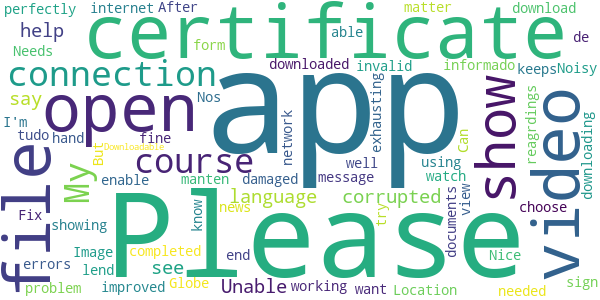 perfectly internet After matter download
Needs form certificate de
help able
connection downloaded invalid informado
say open app keeps Noisy
Nos show video
I'm tudo hand fine course network exhausting Can reagrdings
But Downloadable
file My enable well using
damaged message watch downloading
language corrupted
Fix know news try documents view choose
showing Please
Image completed see end Unable working Nice
errors lend Globe want Location sign
problem improved needed
manten